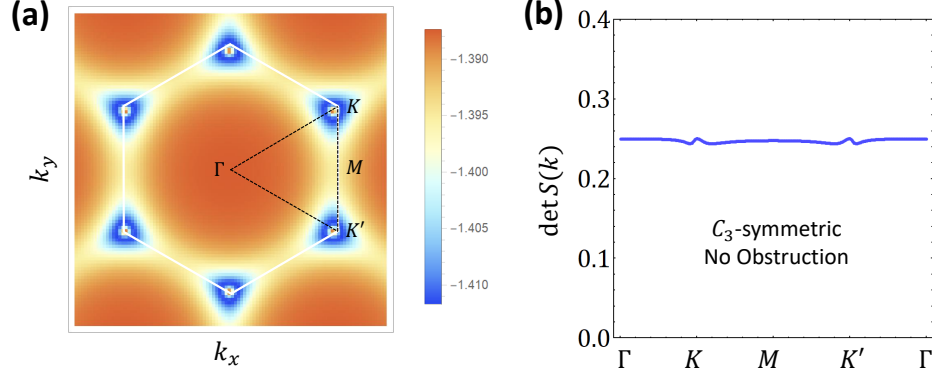 (a)
K
Γ
M
K′
k_y
k_x
−1.390
−1.395
−1.400
−1.405
−1.410
(b)
0.4
0.3
0.2
0.1
0.0
det S(k)
C_3-symmetric
No Obstruction
Γ K M K′ Γ